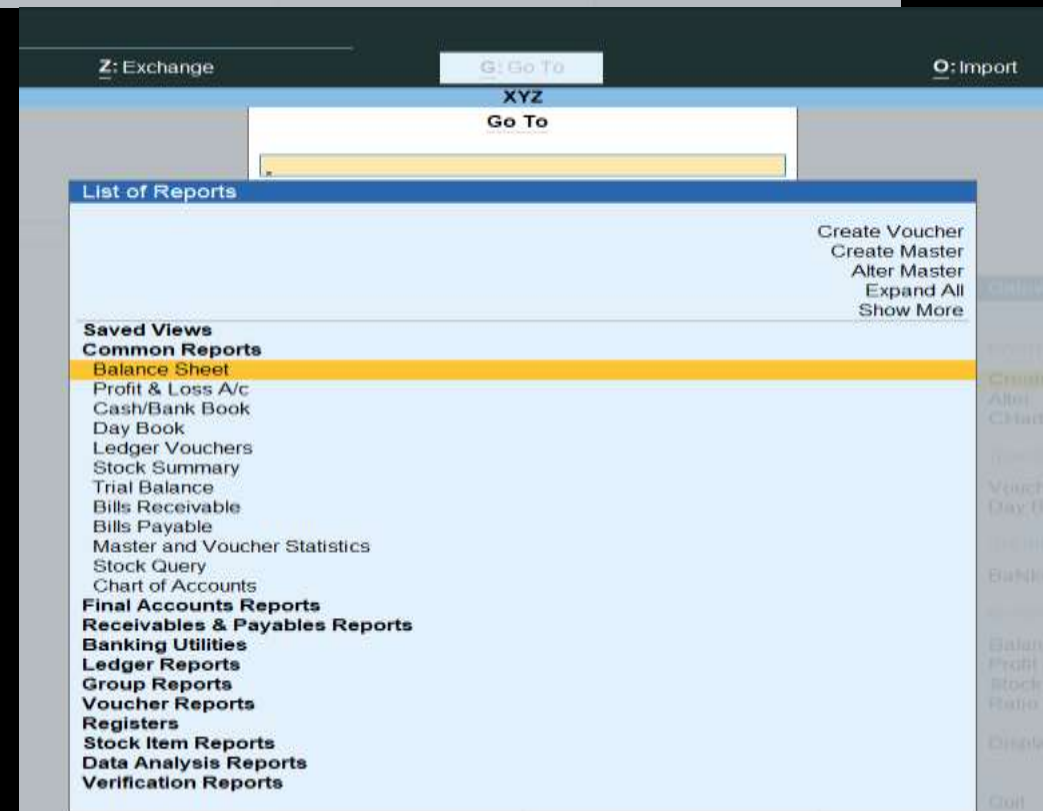 Z: Exchange
G: Go To
O: Import
XYZ
Go To
List of Reports
Create Voucher
Create Master
Alter Master
Expand All
Show More
Saved Views
Common Reports
Balance Sheet
Profit & Loss A/c
Cash/Bank Book
Day Book
Ledger Vouchers
Stock Summary
Trial Balance
Bills Receivable
Bills Payable
Master and Voucher Statistics
Stock Query
Chart of Accounts
Final Accounts Reports
Receivables & Payables Reports
Banking Utilities
Ledger Reports
Group Reports
Voucher Reports
Registers
Stock Item Reports
Data Analysis Reports
Verification Reports